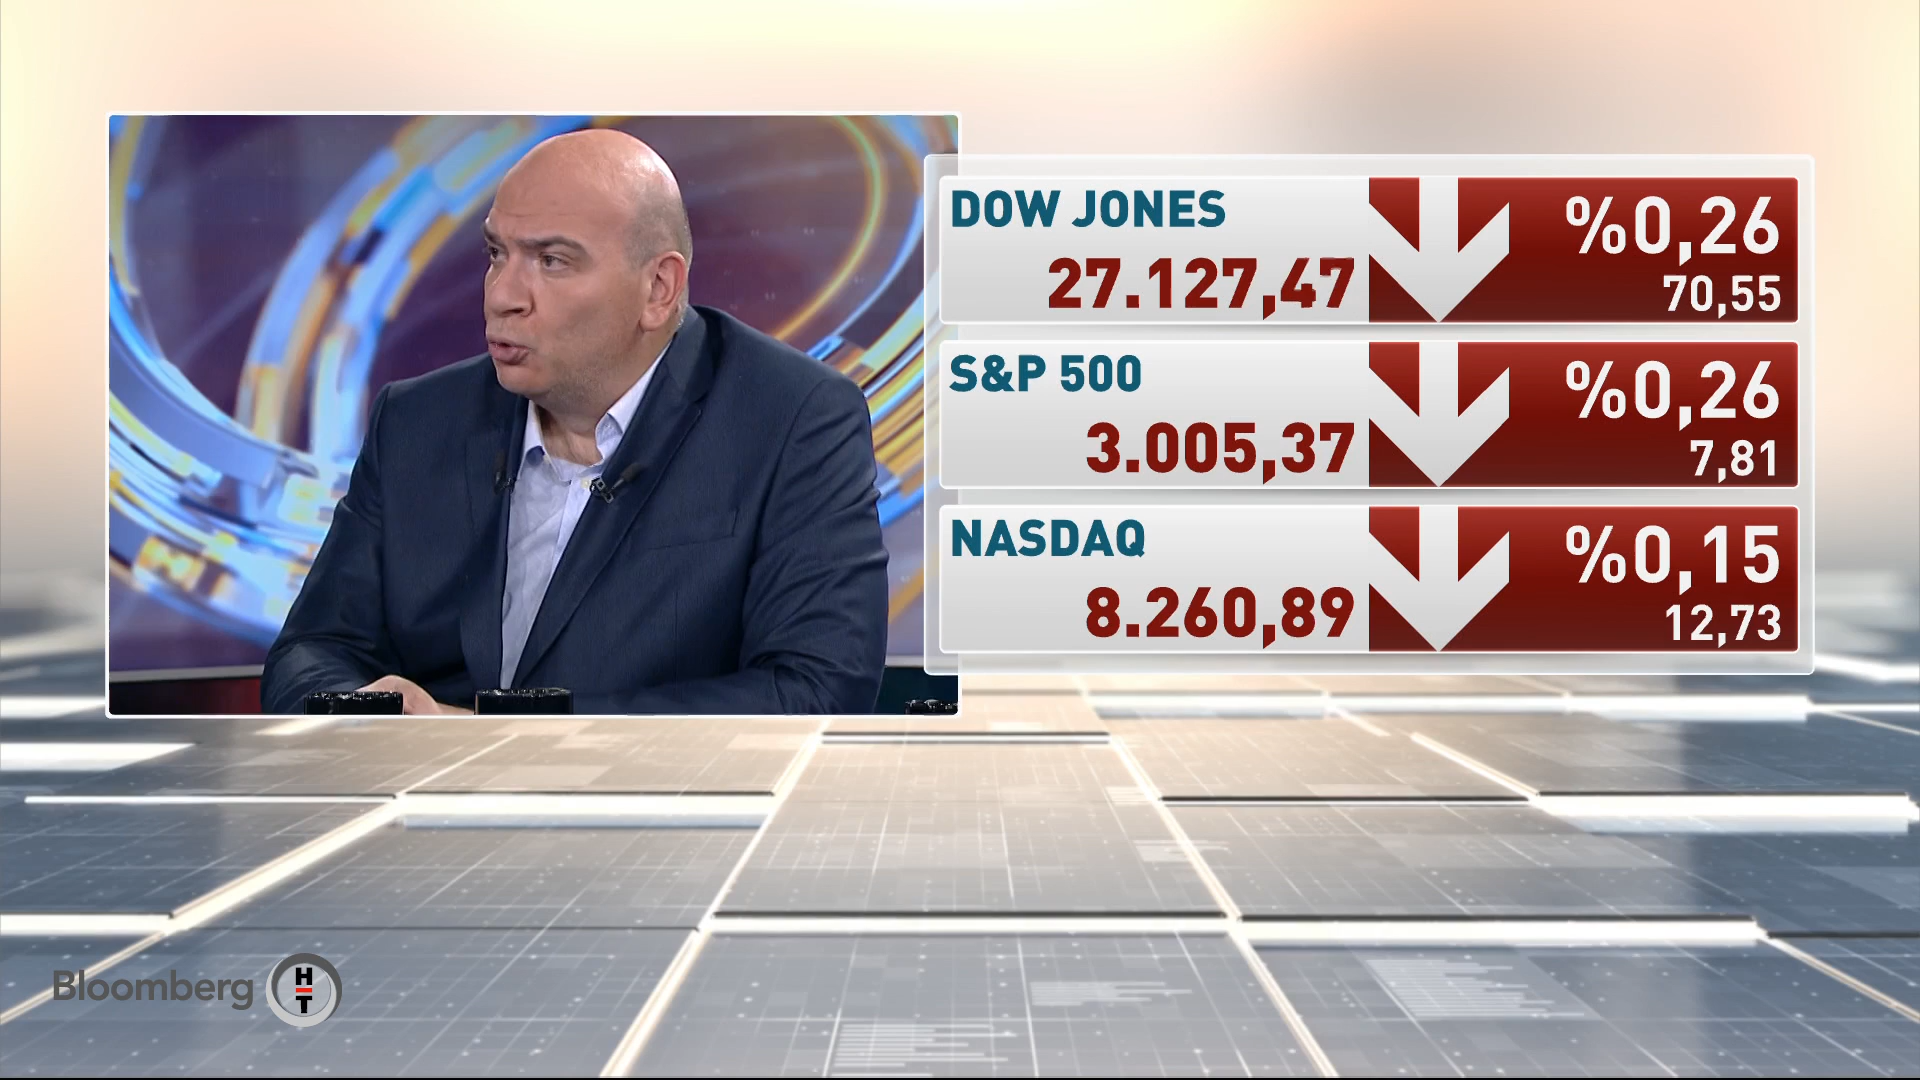 DOW JONES
27.127,47
%0,26
70,55
S&P 500
3.005,37
%0,26
7,81
NASDAQ
8.260,89
%0,15
12,73
Bloomberg HT